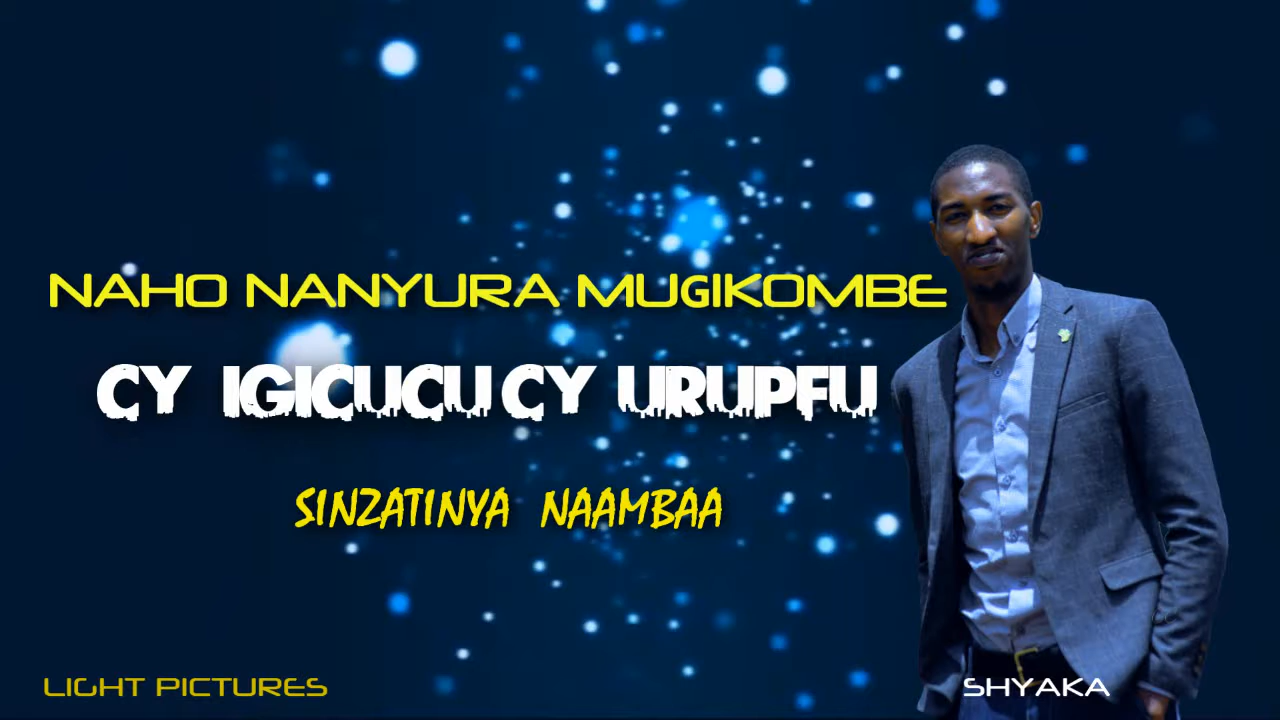 NAHO NANYURA MUGIKOMBE
CY IGICUCU CY URUPFU
SINZATINYA NAAMBAA
LIGHT PICTURES
SHYAKA